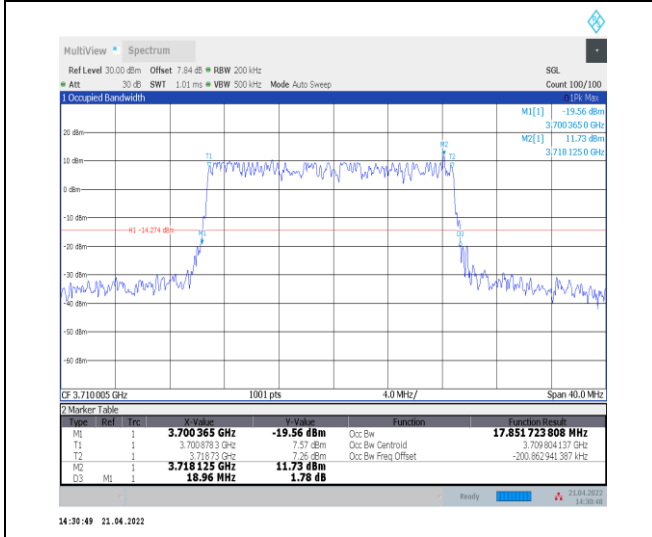 MultiView Spectrum
Ref Level 30.00 dBm Offset 7.84 dB RBW 200 kHz SGL
Att 30 dB SWT 1.01 ms VBW 500 kHz Mode Auto Sweep Count 100/100
1 Occupied Bandwidth 1Pk Max
M1[1] -19.56 dBm
3.700 365 0 GHz
M2[1] 11.73 dBm
3.718 125 0 GHz
20 dBm
M2
T1 T2
10 dBm
0 dBm
-10 dBm
H1 -14.274 dBm
M1 D3
-20 dBm
-30 dBm
-40 dBm
-50 dBm
-60 dBm
CF 3.710 005 GHz 1001 pts 4.0 MHz/ Span 40.0 MHz
2 Marker Table
Type Ref Trc X-Value Y-Value Function Function Result
M1 1 3.700 365 GHz -19.56 dBm Occ Bw 17.851 723 808 MHz
T1 1 3.700 878 3 GHz 7.57 dBm Occ Bw Centroid 3.709 804 137 GHz
T2 1 3.718 73 GHz 7.26 dBm Occ Bw Freq Offset -200.862 941 387 kHz
M2 1 3.718 125 GHz 11.73 dBm
D3 M1 1 18.96 MHz 1.78 dB
Ready 21.04.2022
14:30:48
14:30:49 21.04.2022